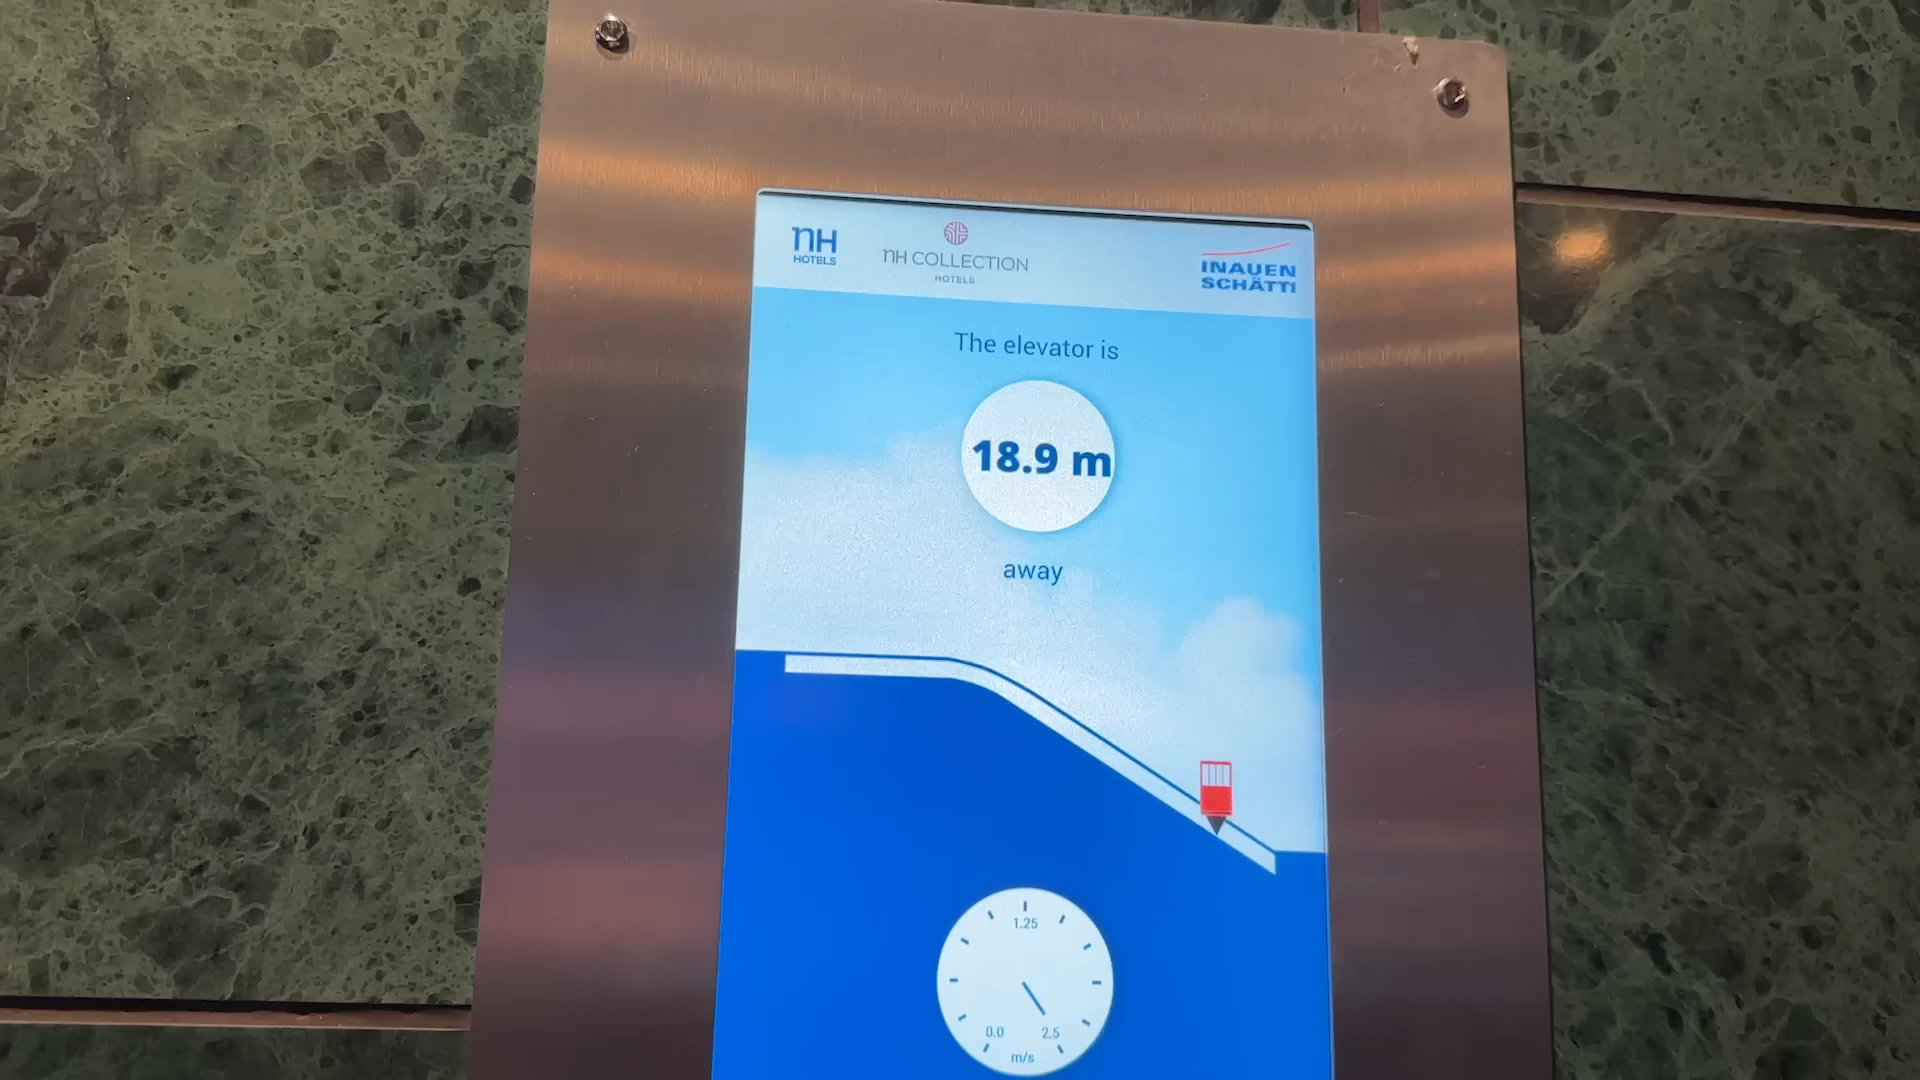 nH
HOTELS
nH COLLECTION
HOTELS
INAUEN
SCHÄTTI
The elevator is
18.9 m
away
1.25
0.0
2.5
m/s